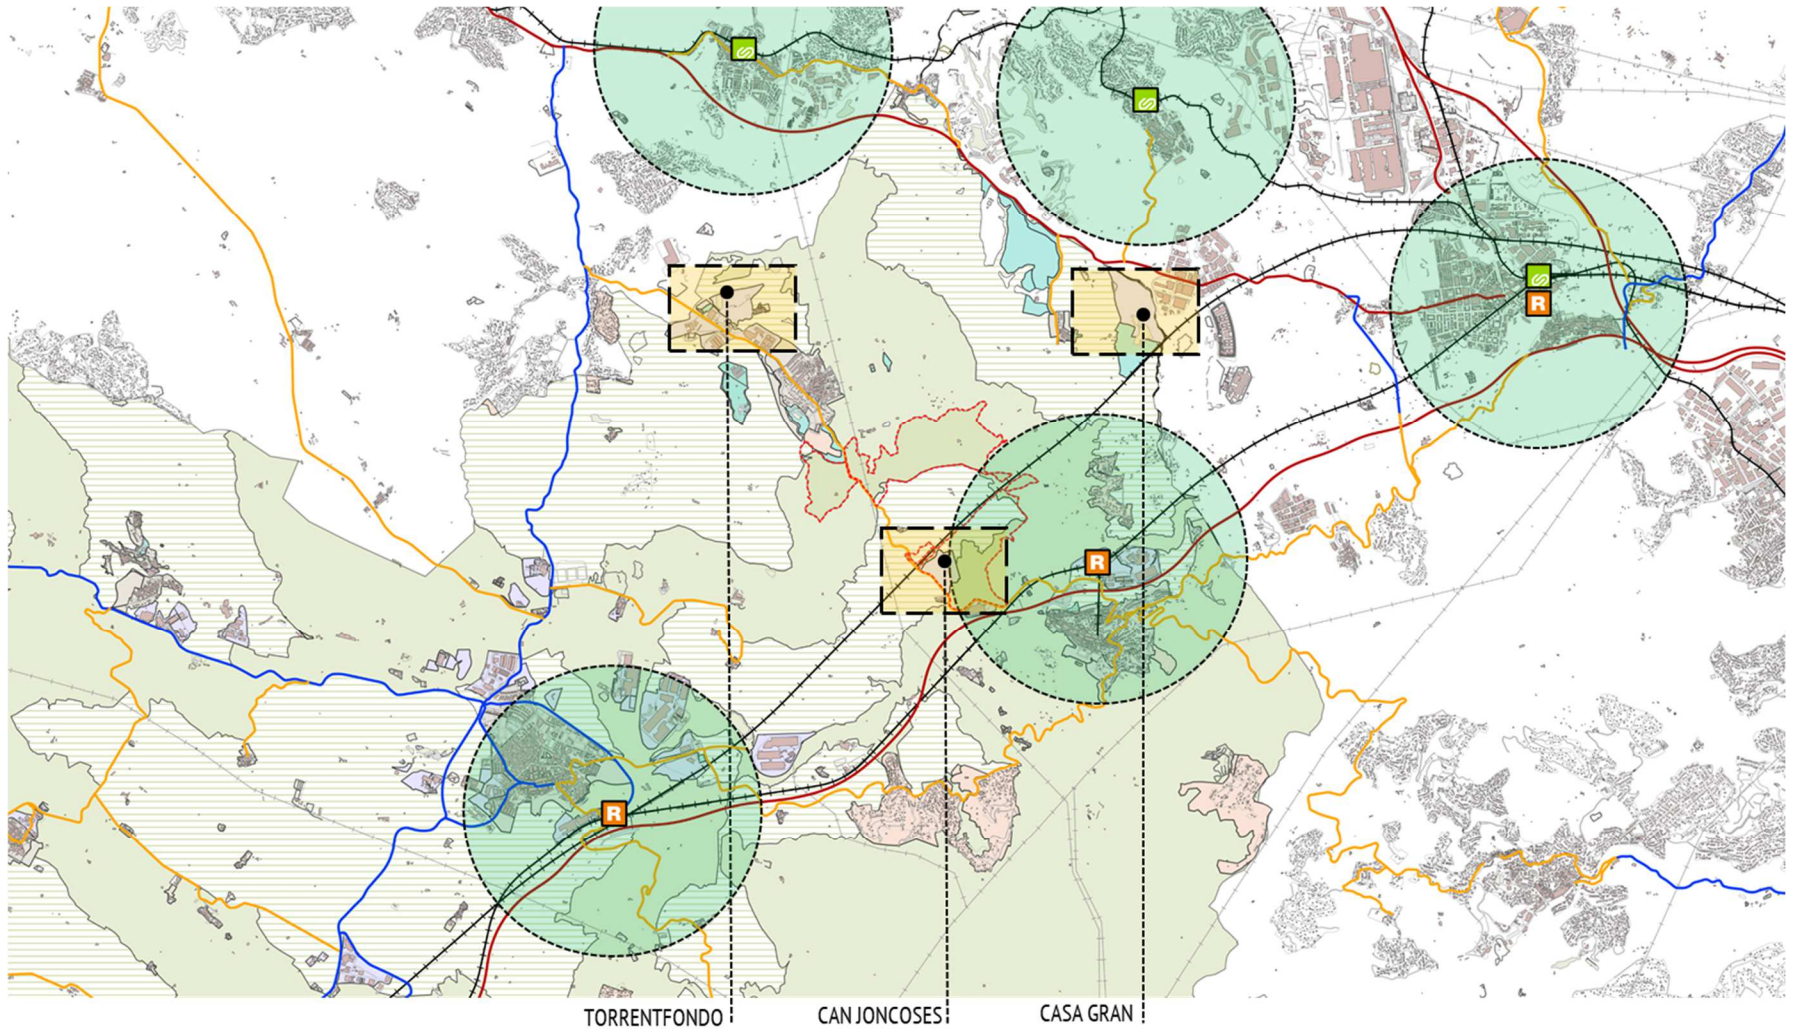 R
R
R
TORRENTFONDO
CAN JONCOSES
CASA GRAN